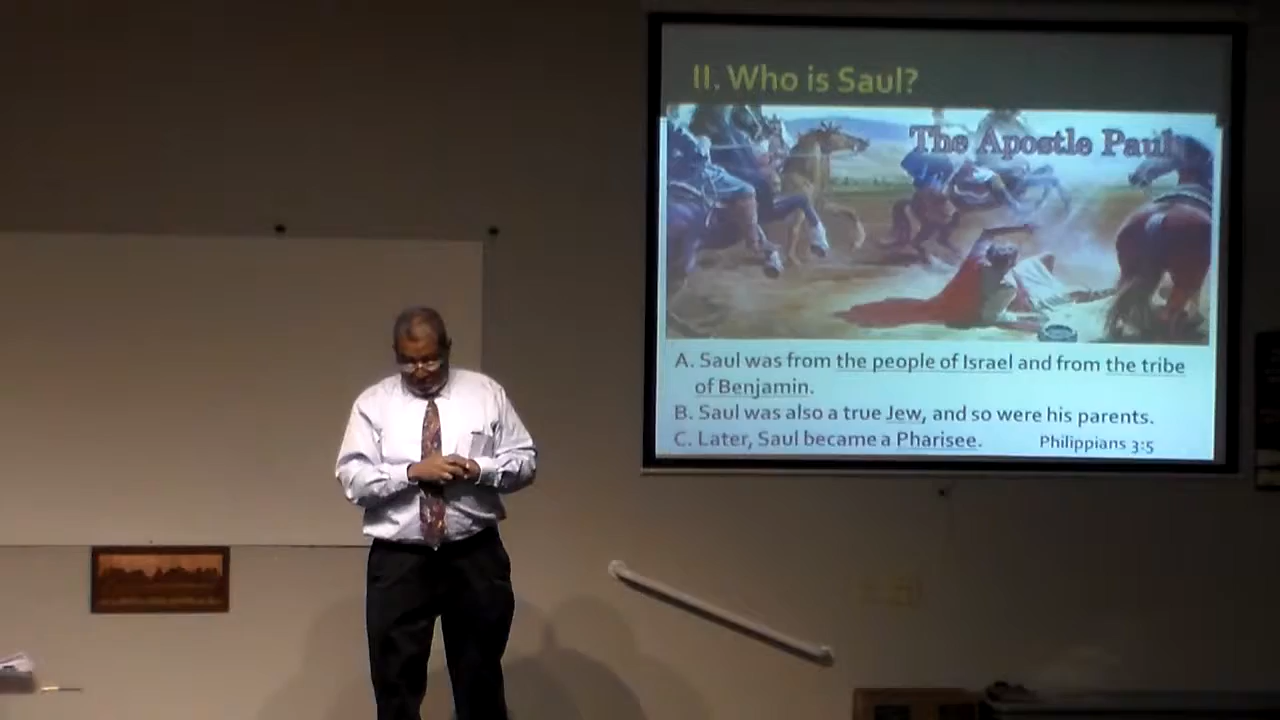 II. Who is Saul?
The Apostle Paul
A. Saul was from the people of Israel and from the tribe
of Benjamin.
B. Saul was also a true Jew, and so were his parents.
C. Later, Saul became a Pharisee. Philippians 3:5